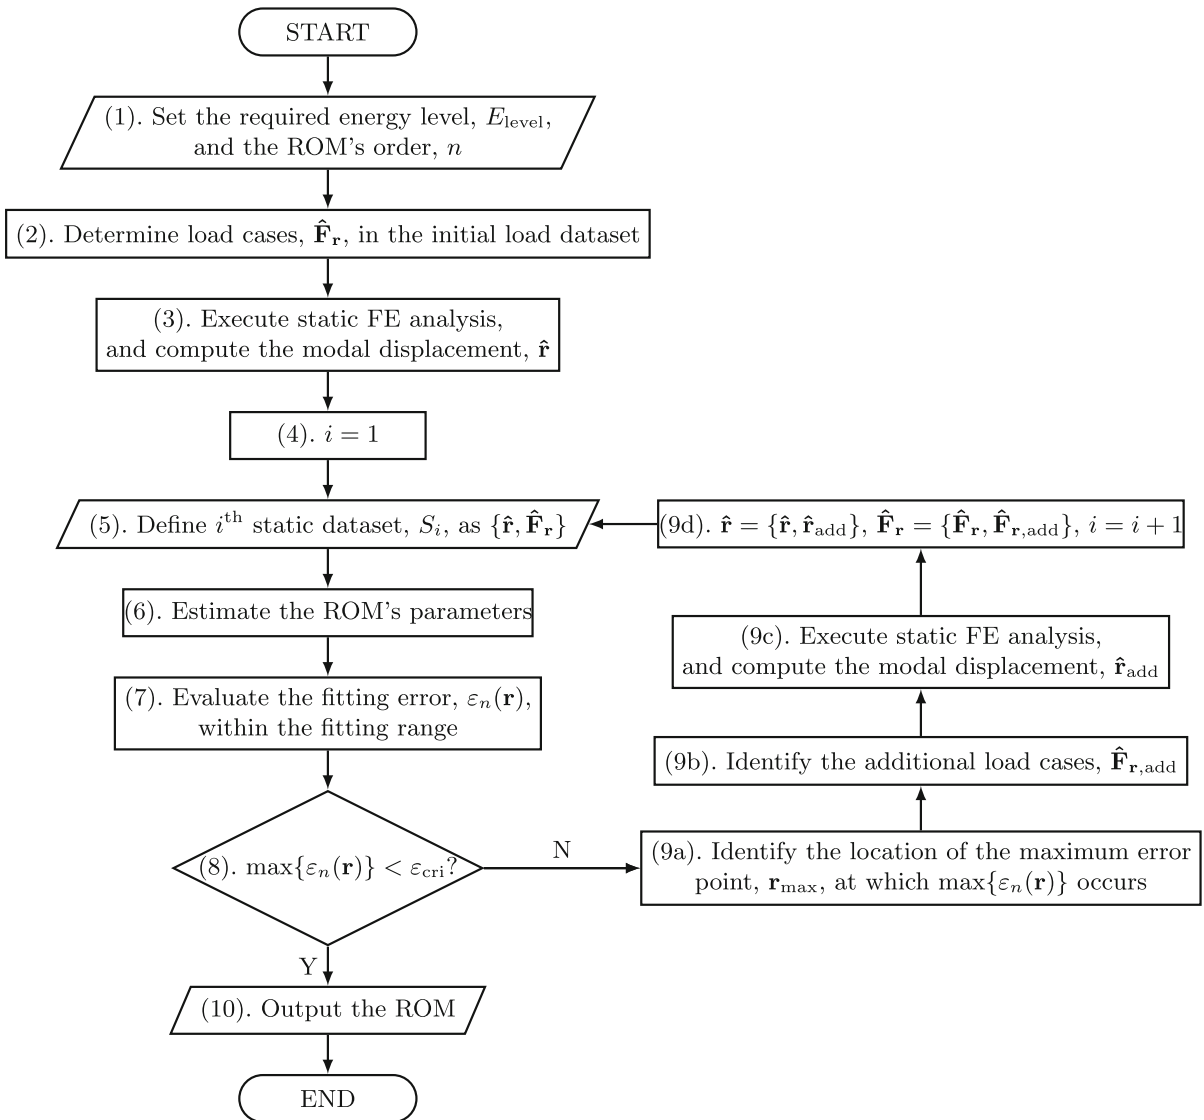 START
(1). Set the required energy level, E_level,
and the ROM's order, n
(2). Determine load cases, F̂_r, in the initial load dataset
(3). Execute static FE analysis,
and compute the modal displacement, r̂
(4). i = 1
(5). Define i^th static dataset, S_i, as {r̂, F̂_r}
(6). Estimate the ROM's parameters
(7). Evaluate the fitting error, ε_n(r),
within the fitting range
(8). max{ε_n(r)} < ε_cri?
N
Y
(9a). Identify the location of the maximum error
point, r_max, at which max{ε_n(r)} occurs
(9b). Identify the additional load cases, F̂_r,add
(9c). Execute static FE analysis,
and compute the modal displacement, r̂_add
(9d). r̂ = {r̂, r̂_add}, F̂_r = {F̂_r, F̂_r,add}, i = i + 1
(10). Output the ROM
END